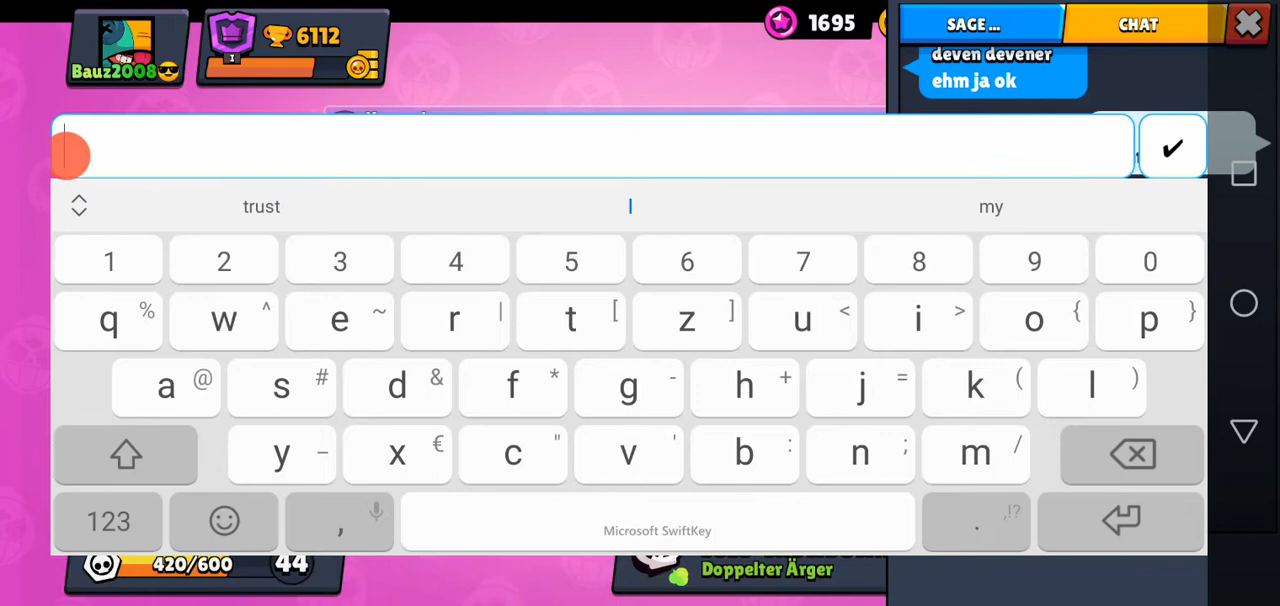 Bauz2008😎
I
6112
1695
SAGE ...
CHAT
deven devener
ehm ja ok
trust
I
my
1 2 3 4 5 6 7 8 9 0
q % w ^ e ~ r | t [ z ] u < i > o { p }
a @ s # d & f * g - h + j = k ( l )
y _ x € c " v ' b : n ; m /
123
,
Microsoft SwiftKey
. ,!?
420/600
44
Doppelter Ärger